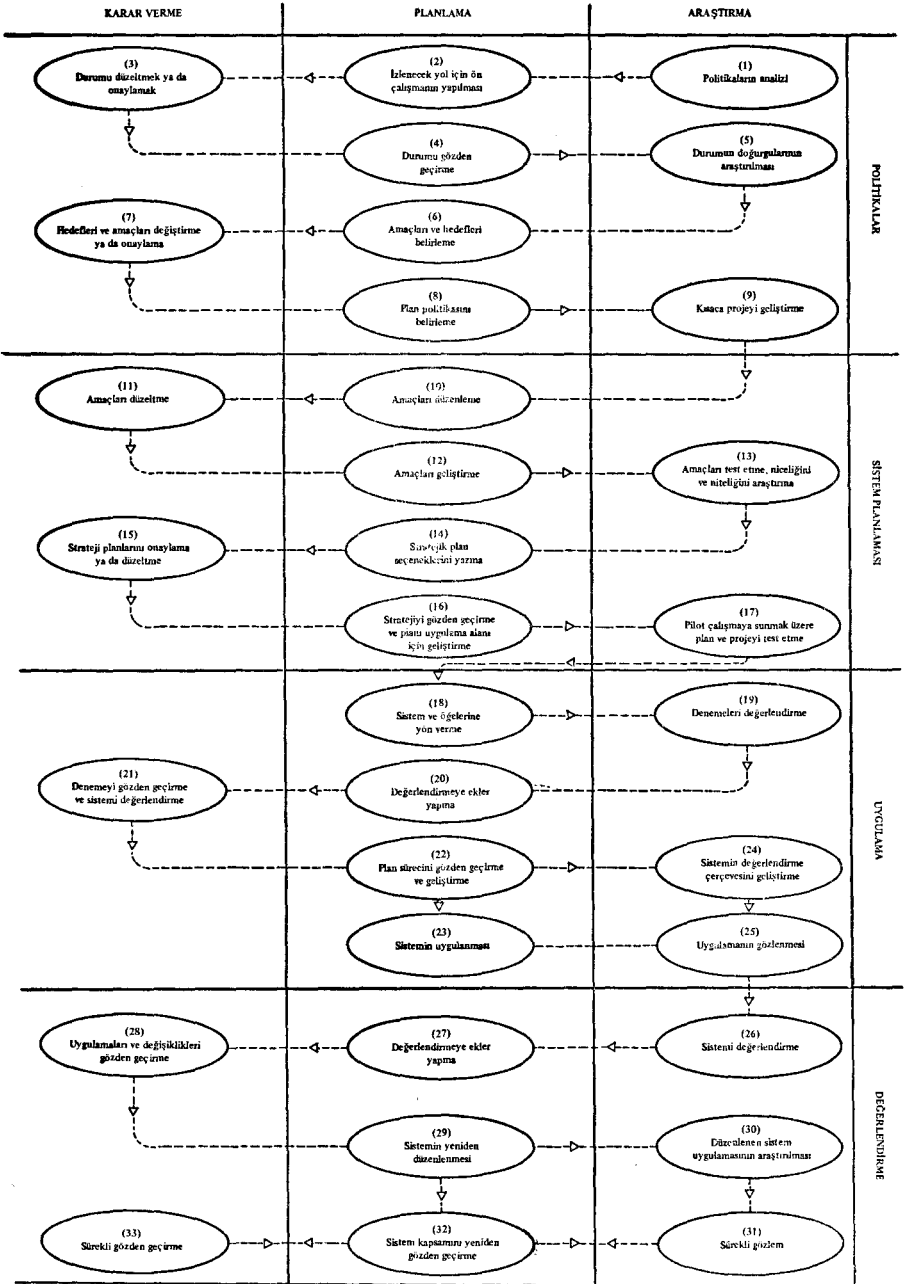 KARAR VERME
PLANLAMA
ARAŞTIRMA
(3)
Durumu düzeltmek ya da
onaylamak
(2)
İzlenecek yol için ön
çalışmanın yapılması
(1)
Politikaların analizi
(4)
Durumu gözden
geçirme
(5)
Durumun doğurgularının
araştırılması
POLİTİKALAR
(7)
Hedefleri ve amaçları değiştirme
ya da onaylama
(6)
Amaçları ve hedefleri
belirleme
(8)
Plan politikasını
belirleme
(9)
Kısaca projeyi geliştirme
(11)
Amaçları düzeltme
(10)
Amaçları düzenleme
(12)
Amaçları geliştirme
(13)
Amaçları test etme, niceliğini
ve niteliğini araştırma
SİSTEM PLANLAMASI
(15)
Strateji planlarını onaylama
ya da düzeltme
(14)
Stratejik plan
seçeneklerini yazma
(16)
Stratejiyi gözden geçirme
ve planı uygulama alanı
için geliştirme
(17)
Pilot çalışmaya sunmak üzere
plan ve projeyi test etme
(18)
Sistem ve öğelerine
yön verme
(19)
Denemeleri değerlendirme
(21)
Denemeyi gözden geçirme
ve sistemi değerlendirme
(20)
Değerlendirmeye ekler
yapma
UYGULAMA
(22)
Plan sürecini gözden geçirme
ve geliştirme
(24)
Sistemin değerlendirme
çerçevesini geliştirme
(23)
Sistemin uygulanması
(25)
Uygulamanın gözlenmesi
(28)
Uygulamaları ve değişiklikleri
gözden geçirme
(27)
Değerlendirmeye ekler
yapma
(26)
Sistemi değerlendirme
(29)
Sistemin yeniden
düzenlenmesi
(30)
Düzenlenen sistem
uygulamasının araştırılması
DEĞERLENDİRME
(33)
Sürekli gözden geçirme
(32)
Sistem kapsamını yeniden
gözden geçirme
(31)
Sürekli gözlem